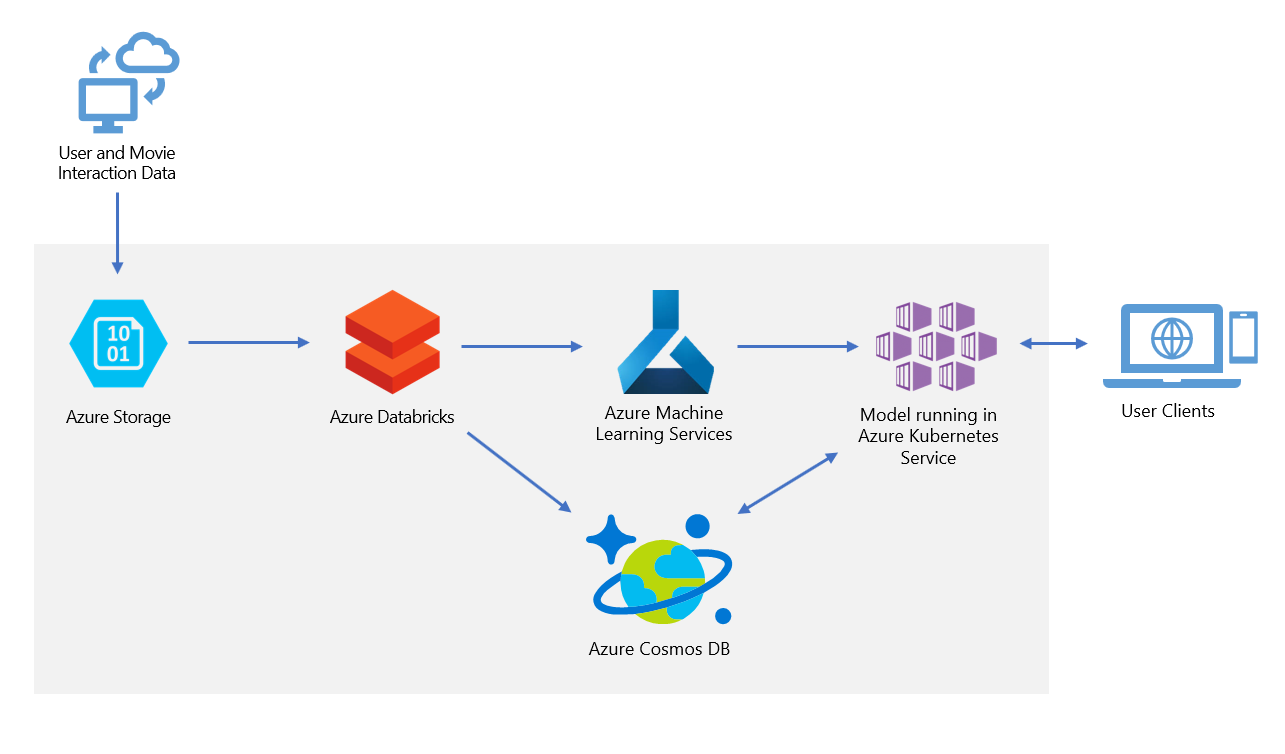 User and Movie
Interaction Data
10
01
Azure Storage
Azure Databricks
Azure Machine
Learning Services
Model running in
Azure Kubernetes
Service
User Clients
Azure Cosmos DB